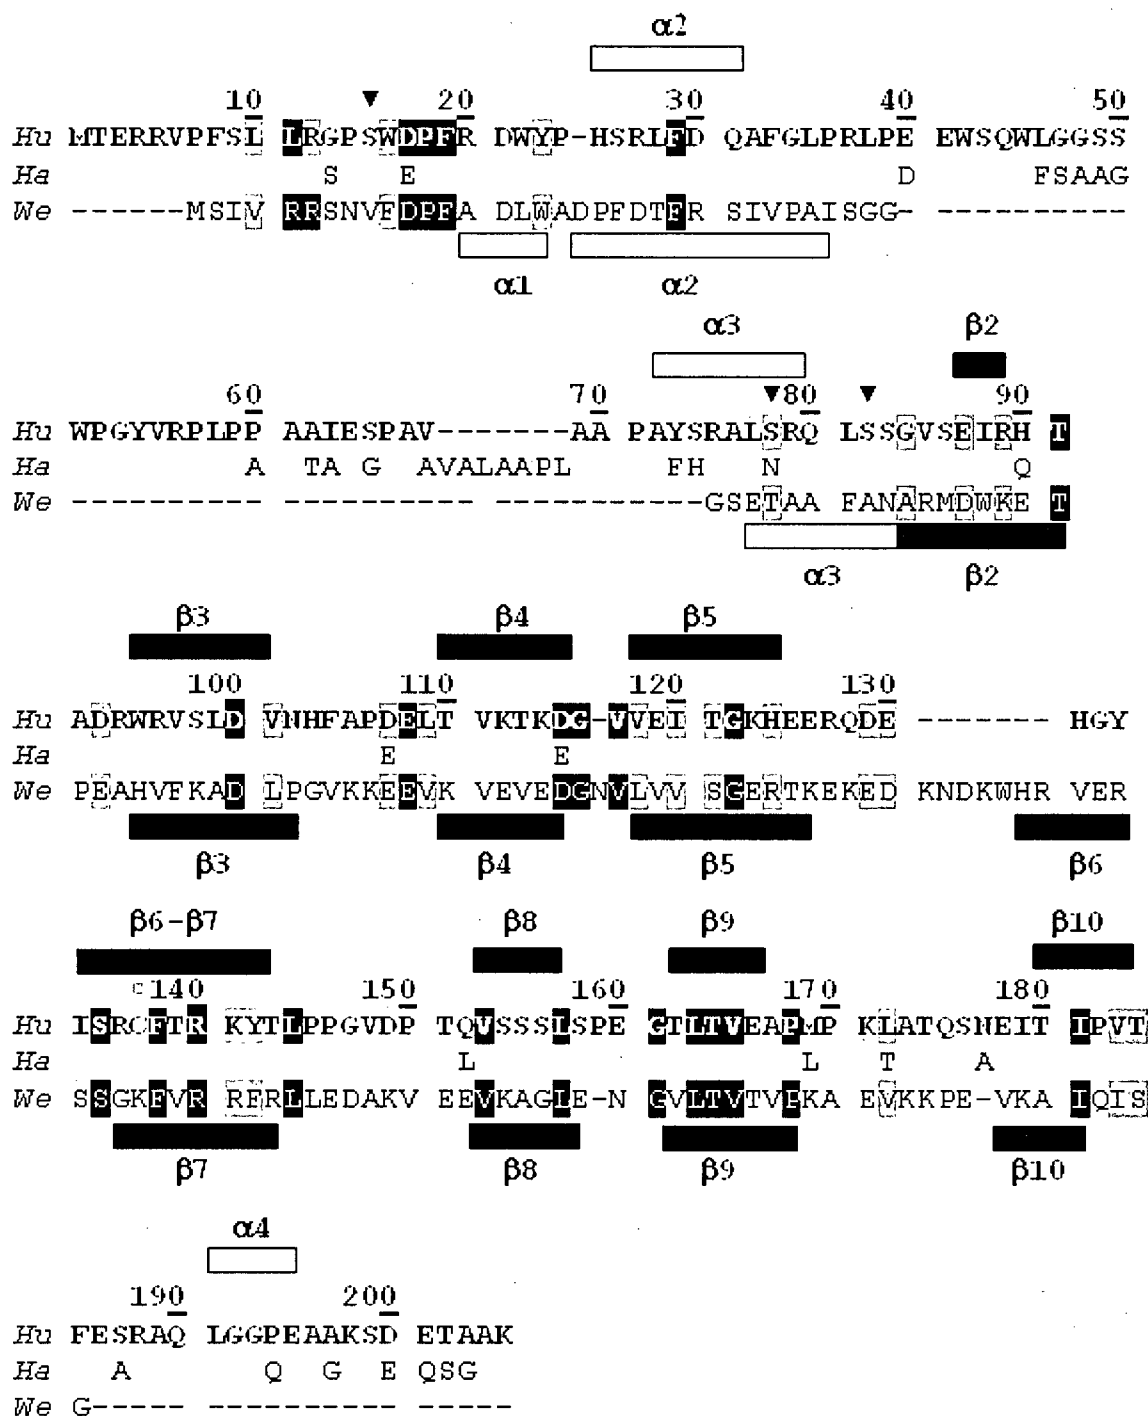 α2
10 ▼ 20 30 40 50
Hu MTERRVPFSL LRGPSWDPFR DWYP-HSRLFD QAFGLPRLPE EWSQWLGGSS
Ha S E D FSAAG
We ------MSIV RRSNVFDPFA DLWADPFDTFR SIVPAISGG- ----------
α1 α2
α3 β2
60 70 ▼80 ▼ 90
Hu WPGYVRPLPP AAIESPAV------- AA PAYSRALSRQ LSSGVSEIRH T
Ha A TA G AVALAAPL FH N Q
We ---------- -------- ---------- GSETAA FANARMDWKE T
α3 β2
β3 β4 β5
100 110 120 130
Hu ADRWRVSLD VNHFAPDELT VKTKDG-VVEI TGKHEERQDE ------- HGY
Ha E E
We PEAHVFKAD LPGVKKEEVK VEVEDGNVLVV SGERTKEKED KNDKWHR VER
β3 β4 β5 β6
β6-β7 β8 β9 β10
c140 150 160 170 180
Hu ISRCFTR KYTLPPGVDP TQVSSSLSPE GTLTVEAPMP KLATQSNEIT IPVT
Ha L L T A
We SSGKFVR RFRLLEDAKV EEVKAGLE-N GVLTVTVPKA EVKKPE-VKA IQIS
β7 β8 β9 β10
α4
190 200
Hu FESRAQ LGGPEAAKSD ETAAK
Ha A Q G E QSG
We G----- ---------- -----